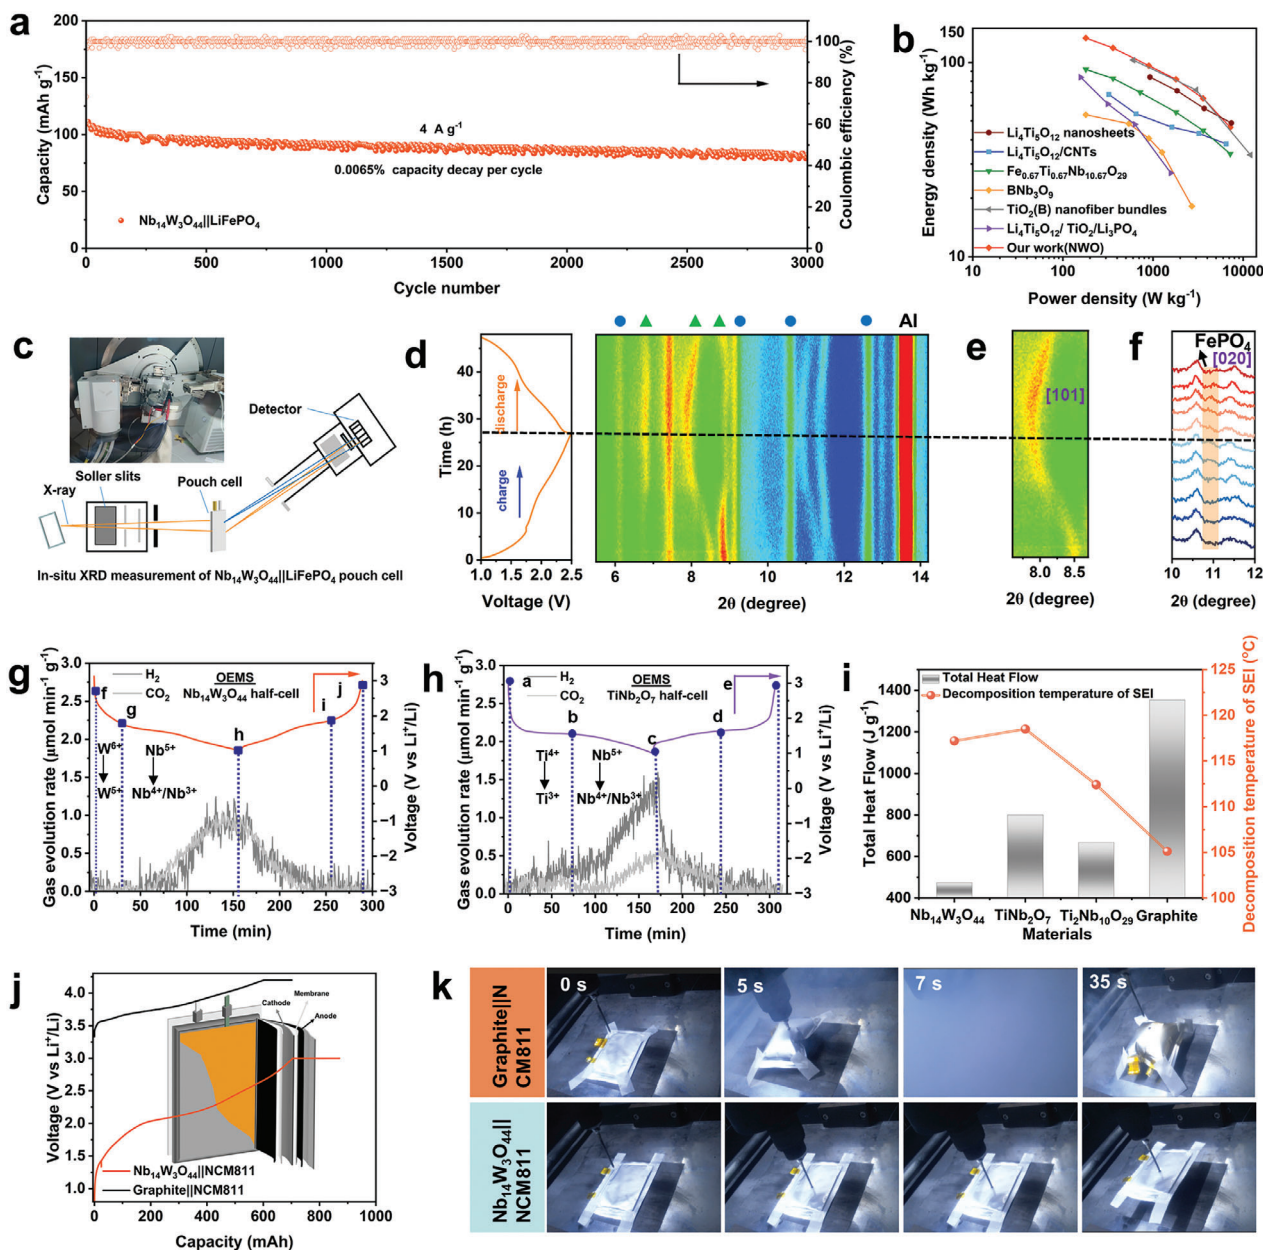 a
200
150
100
50
0
Capacity (mAh g⁻¹)
4 A g⁻¹
0.0065% capacity decay per cycle
Nb₁₄W₃O₄₄||LiFePO₄
0 500 1000 1500 2000 2500 3000
Cycle number
100
80
60
40
20
0
Coulombic efficiency (%)
b
150
100
10
Energy density (Wh kg⁻¹)
Li₄Ti₅O₁₂ nanosheets
Li₄Ti₅O₁₂/CNTs
Fe₀.₆₇Ti₀.₆₇Nb₁₀.₆₇O₂₉
BNb₃O₉
TiO₂(B) nanofiber bundles
Li₄Ti₅O₁₂/ TiO₂/Li₃PO₄
Our work(NWO)
10 100 1000 10000
Power density (W kg⁻¹)
c
Detector
Soller slits
Pouch cell
X-ray
In-situ XRD measurement of Nb₁₄W₃O₄₄||LiFePO₄ pouch cell
d
Al
40
30
20
10
0
Time (h)
discharge
charge
1.0 1.5 2.0 2.5
Voltage (V)
6 8 10 12 14
2θ (degree)
e
[101]
8.0 8.5
2θ (degree)
f
FePO₄
[020]
10 11 12
2θ (degree)
g
3.0
2.5
2.0
1.5
1.0
0.5
0.0
Gas evolution rate (μmol min⁻¹ g⁻¹)
H₂
CO₂
OEMS
Nb₁₄W₃O₄₄ half-cell
f
g
h
i
j
W⁶⁺
W⁵⁺
Nb⁵⁺
Nb⁴⁺/Nb³⁺
3
2
1
0
−1
−2
−3
Voltage (V vs Li⁺/Li)
0 50 100 150 200 250 300
Time (min)
h
3.0
2.5
2.0
1.5
1.0
0.5
0.0
Gas evolution rate (μmol min⁻¹ g⁻¹)
H₂
CO₂
OEMS
TiNb₂O₇ half-cell
a
b
c
d
e
Ti⁴⁺
Ti³⁺
Nb⁵⁺
Nb⁴⁺/Nb³⁺
3
2
1
0
−1
−2
−3
Voltage (V vs Li⁺/Li)
0 50 100 150 200 250 300
Time (min)
i
Total Heat Flow
Decomposition temperature of SEI
1400
1200
1000
800
600
400
Total Heat Flow (J g⁻¹)
125
120
115
110
105
100
Decomposition temperature of SEI (°C)
Nb₁₄W₃O₄₄ TiNb₂O₇ Ti₂Nb₁₀O₂₉ Graphite
Materials
j
4.0
3.5
3.0
2.5
2.0
1.5
1.0
Voltage (V vs Li⁺/Li)
Cathode
Membrane
Anode
Nb₁₄W₃O₄₄||NCM811
Graphite||NCM811
0 200 400 600 800 1000
Capacity (mAh)
k
Graphite||N
CM811
0 s
5 s
7 s
35 s
Nb₁₄W₃O₄₄||
NCM811